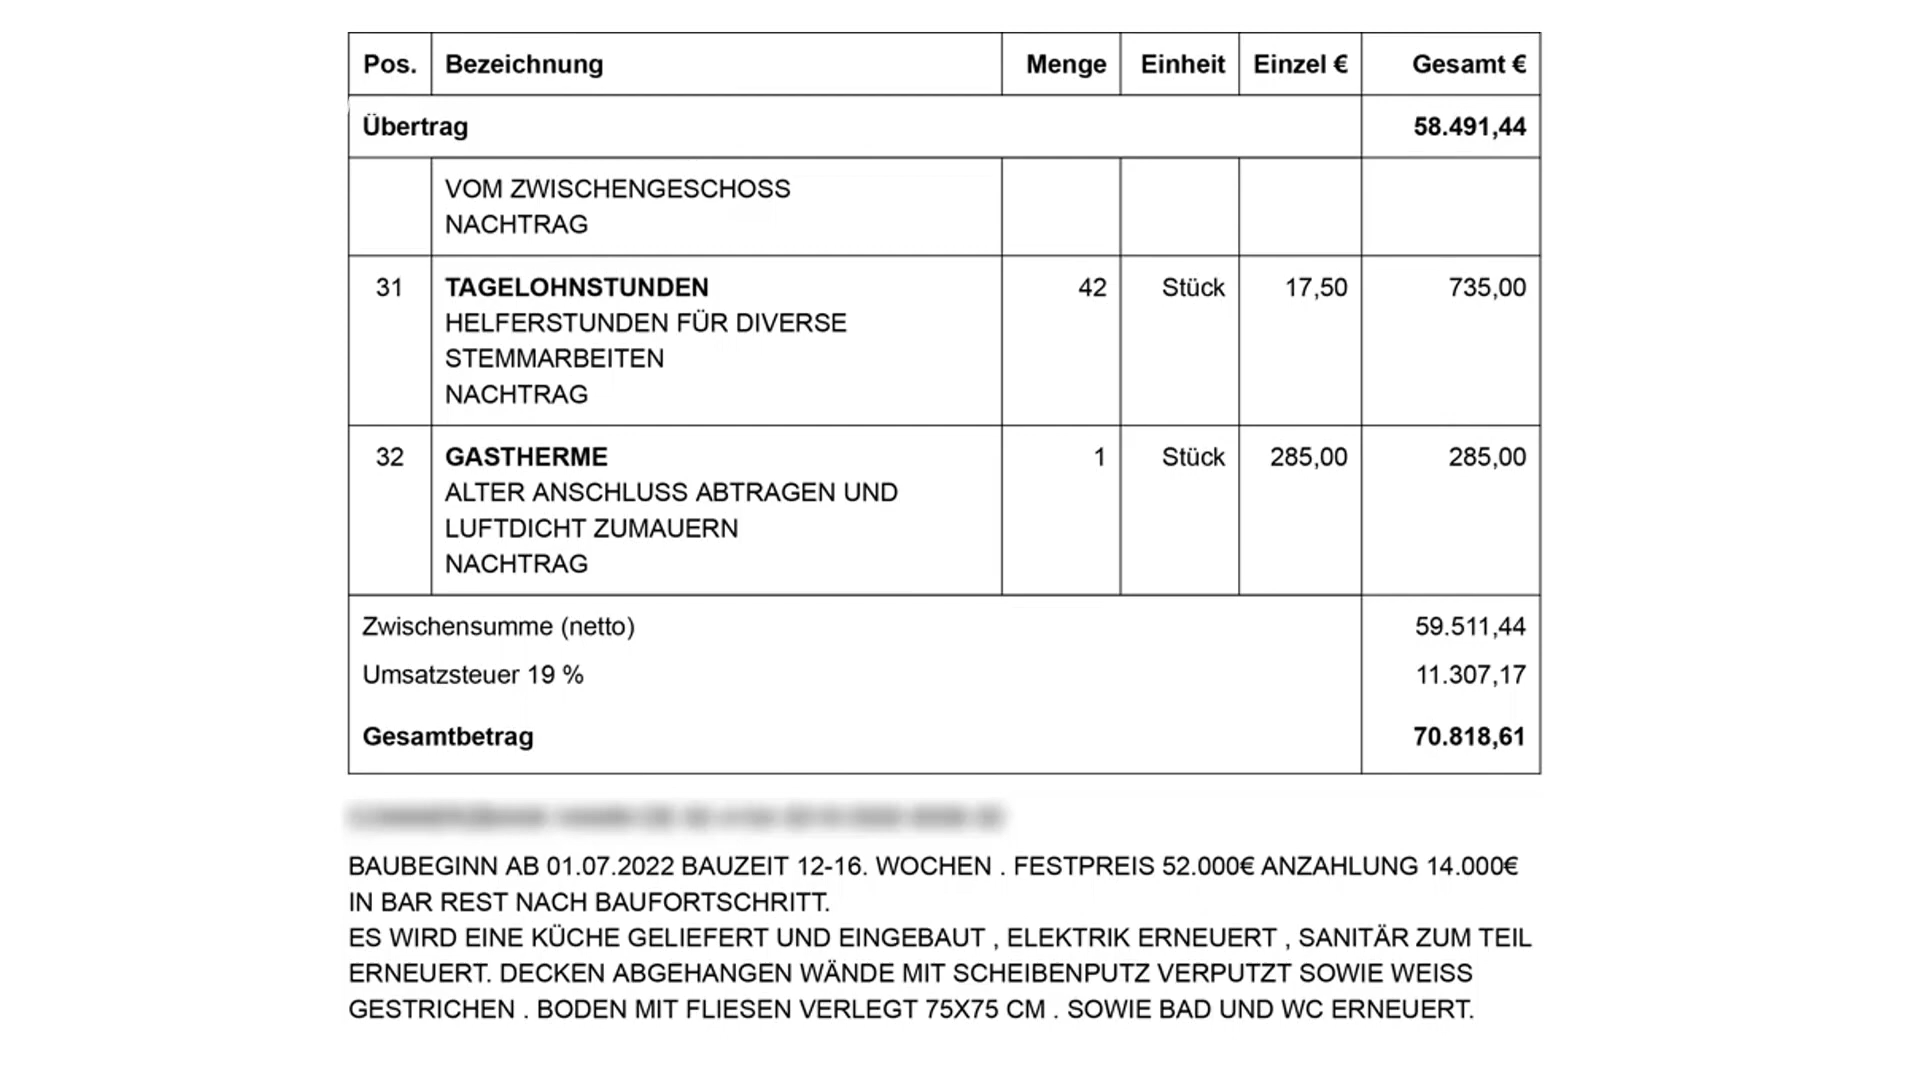 Pos. Bezeichnung Menge Einheit Einzel € Gesamt €
Übertrag 58.491,44
VOM ZWISCHENGESCHOSS
NACHTRAG
31 TAGELOHNSTUNDEN 42 Stück 17,50 735,00
HELFERSTUNDEN FÜR DIVERSE
STEMMARBEITEN
NACHTRAG
32 GASTHERME 1 Stück 285,00 285,00
ALTER ANSCHLUSS ABTRAGEN UND
LUFTDICHT ZUMAUERN
NACHTRAG
Zwischensumme (netto) 59.511,44
Umsatzsteuer 19 % 11.307,17
Gesamtbetrag 70.818,61
BAUBEGINN AB 01.07.2022 BAUZEIT 12-16. WOCHEN . FESTPREIS 52.000€ ANZAHLUNG 14.000€
IN BAR REST NACH BAUFORTSCHRITT.
ES WIRD EINE KÜCHE GELIEFERT UND EINGEBAUT , ELEKTRIK ERNEUERT , SANITÄR ZUM TEIL
ERNEUERT. DECKEN ABGEHANGEN WÄNDE MIT SCHEIBENPUTZ VERPUTZT SOWIE WEISS
GESTRICHEN . BODEN MIT FLIESEN VERLEGT 75X75 CM . SOWIE BAD UND WC ERNEUERT.